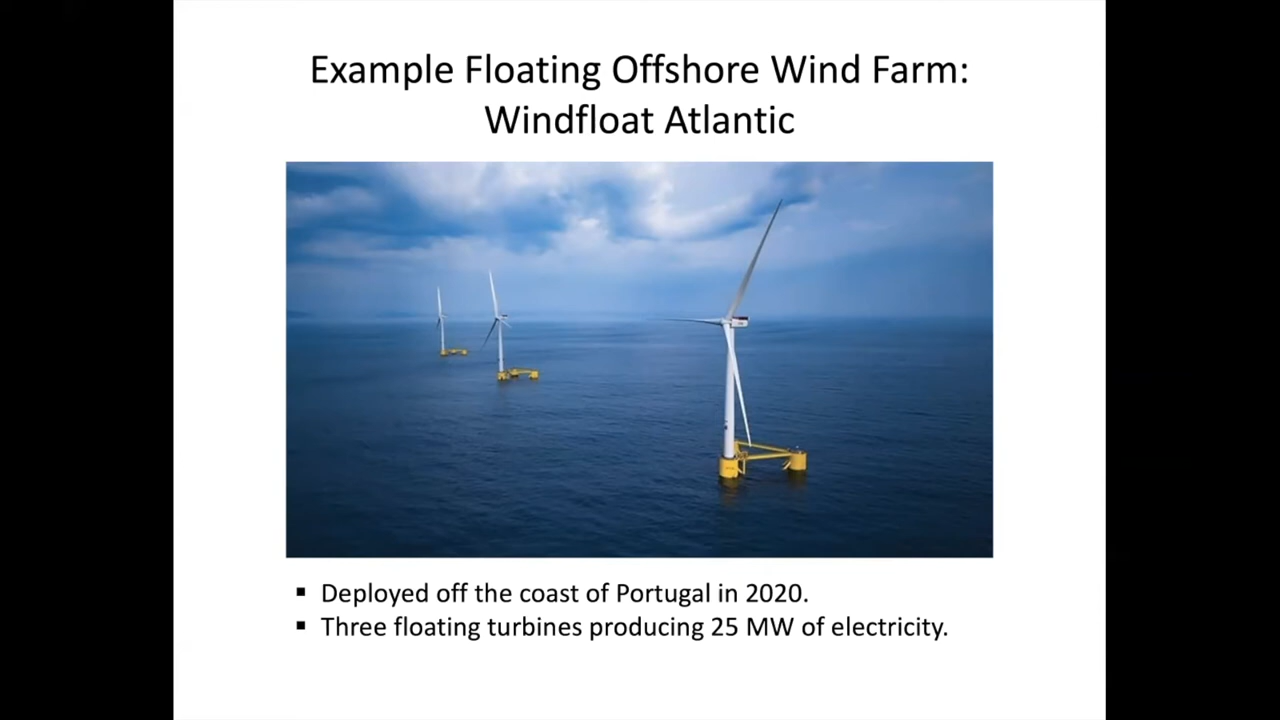 Example Floating Offshore Wind Farm:
Windfloat Atlantic
▪ Deployed off the coast of Portugal in 2020.
▪ Three floating turbines producing 25 MW of electricity.